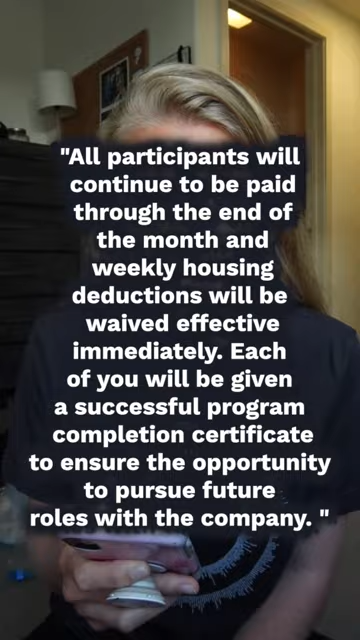 "All participants will
continue to be paid
through the end of
the month and
weekly housing
deductions will be
waived effective
immediately. Each
of you will be given
a successful program
completion certificate
to ensure the opportunity
to pursue future
roles with the company. "